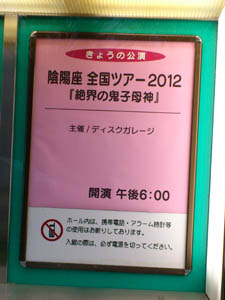 きょうの公演
陰陽座 全国ツアー2012
『絶界の鬼子母神』
主催/ディスクガレージ
開演 午後6:00
ホール内は、携帯電話・アラーム時計等
の使用はお断りしております。
入館の際は、必ず電源を切ってください。